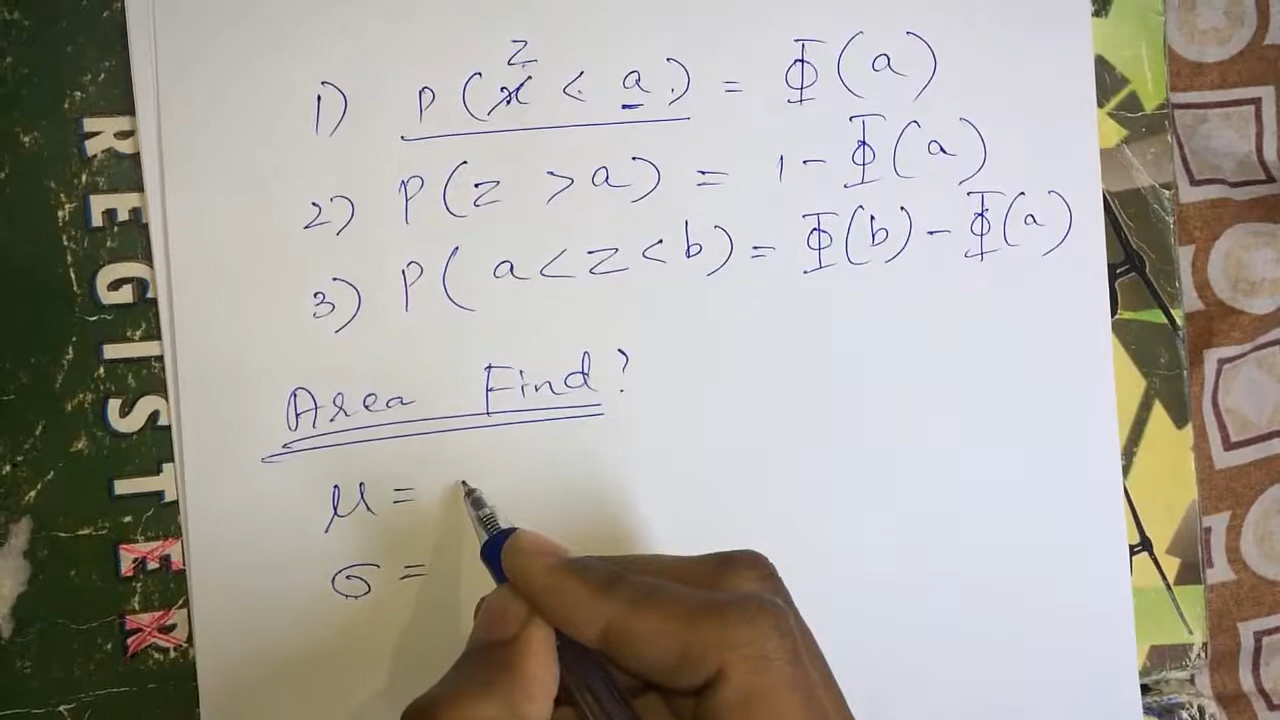 REGISTER
1) P(x̶ z < a) = Φ(a)
2) P(z > a) = 1 - Φ(a)
3) P(a < z < b) = Φ(b) - Φ(a)
Area Find?
μ =
σ =